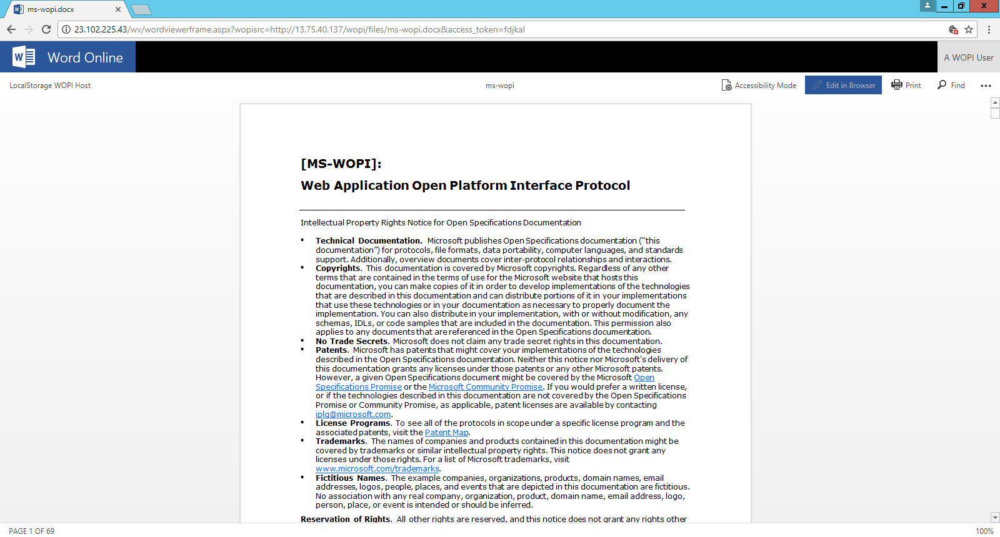 ms-wopi.docx
23.102.225.43/wv/wordviewerframe.aspx?wopisrc=http://13.75.40.137/wopi/files/ms-wopi.docx&access_token=fdjkal
Word Online
A WOPI User
LocalStorage WOPI Host
ms-wopi
Accessibility Mode
Edit in Browser
Print
Find
[MS-WOPI]:
Web Application Open Platform Interface Protocol
Intellectual Property Rights Notice for Open Specifications Documentation
▪ Technical Documentation. Microsoft publishes Open Specifications documentation (“this
documentation”) for protocols, file formats, data portability, computer languages, and standards
support. Additionally, overview documents cover inter-protocol relationships and interactions.
▪ Copyrights. This documentation is covered by Microsoft copyrights. Regardless of any other
terms that are contained in the terms of use for the Microsoft website that hosts this
documentation, you can make copies of it in order to develop implementations of the technologies
that are described in this documentation and can distribute portions of it in your implementations
that use these technologies or in your documentation as necessary to properly document the
implementation. You can also distribute in your implementation, with or without modification, any
schemas, IDLs, or code samples that are included in the documentation. This permission also
applies to any documents that are referenced in the Open Specifications documentation.
▪ No Trade Secrets. Microsoft does not claim any trade secret rights in this documentation.
▪ Patents. Microsoft has patents that might cover your implementations of the technologies
described in the Open Specifications documentation. Neither this notice nor Microsoft's delivery of
this documentation grants any licenses under those patents or any other Microsoft patents.
However, a given Open Specifications document might be covered by the Microsoft Open
Specifications Promise or the Microsoft Community Promise. If you would prefer a written license,
or if the technologies described in this documentation are not covered by the Open Specifications
Promise or Community Promise, as applicable, patent licenses are available by contacting
iplg@microsoft.com.
▪ License Programs. To see all of the protocols in scope under a specific license program and the
associated patents, visit the Patent Map.
▪ Trademarks. The names of companies and products contained in this documentation might be
covered by trademarks or similar intellectual property rights. This notice does not grant any
licenses under those rights. For a list of Microsoft trademarks, visit
www.microsoft.com/trademarks.
▪ Fictitious Names. The example companies, organizations, products, domain names, email
addresses, logos, people, places, and events that are depicted in this documentation are fictitious.
No association with any real company, organization, product, domain name, email address, logo,
person, place, or event is intended or should be inferred.
Reservation of Rights. All other rights are reserved, and this notice does not grant any rights other
PAGE 1 OF 69
100%